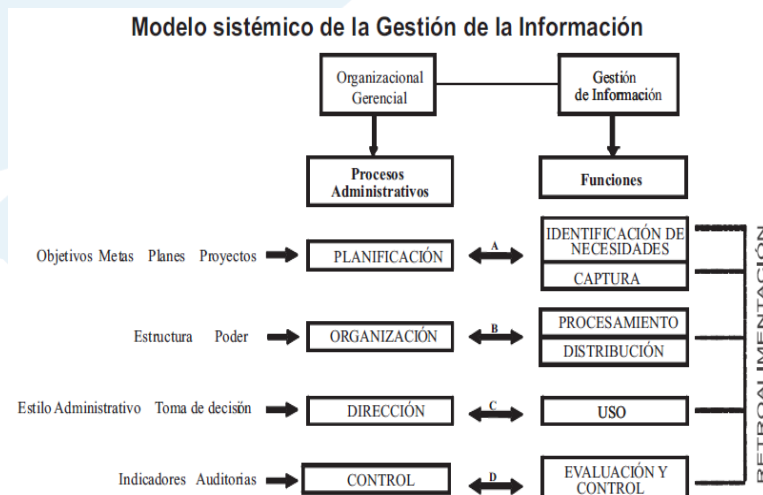 Modelo sistémico de la Gestión de la Información
Organizacional
Gerencial
Gestión
de Información
Procesos
Administrativos
Funciones
Objetivos Metas Planes Proyectos
PLANIFICACIÓN
A
IDENTIFICACIÓN DE
NECESIDADES
CAPTURA
Estructura Poder
ORGANIZACIÓN
B
PROCESAMIENTO
DISTRIBUCIÓN
Estilo Administrativo Toma de decisión
DIRECCIÓN
C
USO
Indicadores Auditorias
CONTROL
D
EVALUACIÓN Y
CONTROL
RETROALIMENTACIÓN